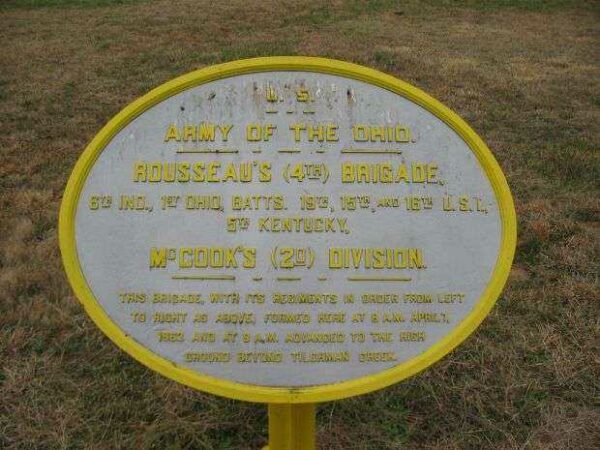 U. S.
ARMY OF THE OHIO.
ROUSSEAU'S (4TH) BRIGADE,
6TH IND., 1ST OHIO, BATTS. 19TH, 15TH, AND 16TH U.S.I.,
5TH KENTUCKY,
MCCOOK'S (2D) DIVISION.
THIS BRIGADE, WITH ITS REGIMENTS IN ORDER FROM LEFT
TO RIGHT AS ABOVE, FORMED HERE AT 8 A.M. APRIL 7,
1862 AND AT 9 A.M. ADVANCED TO THE HIGH
GROUND BEYOND TILGHMAN CREEK.